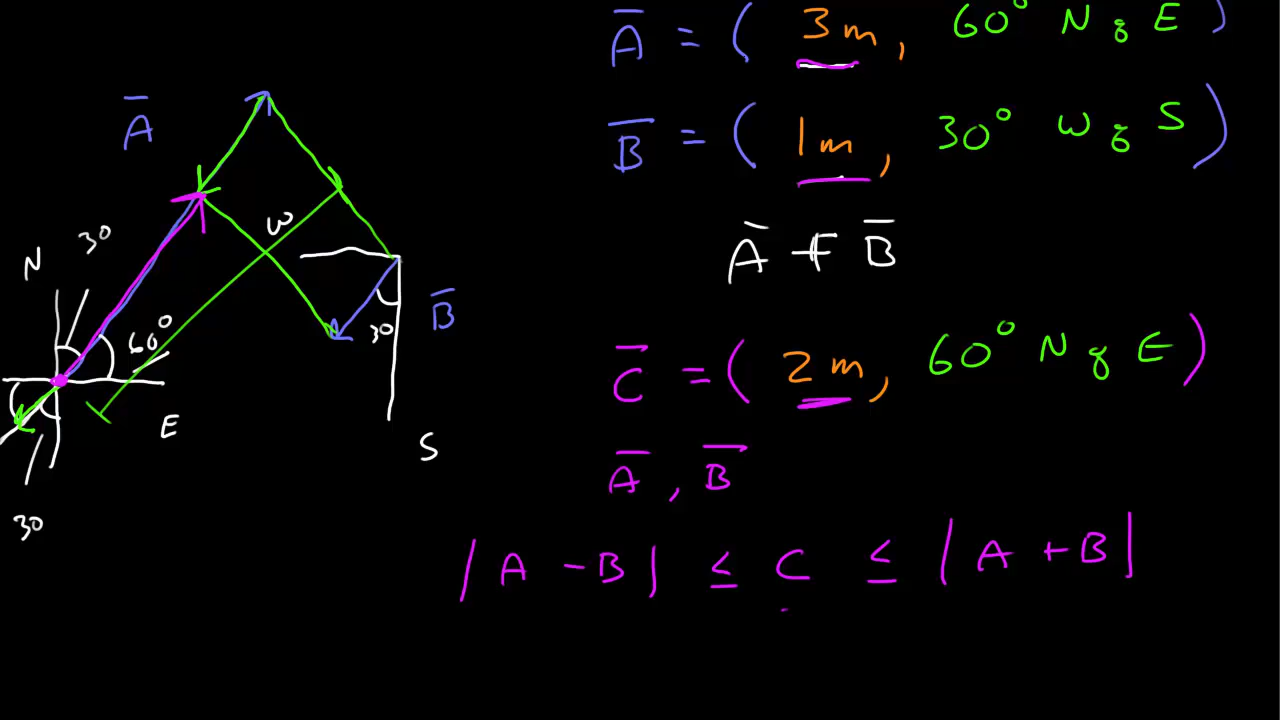 Ā = ( 3m, 60° N of E )
B̄ = ( 1m, 30° W of S )
Ā + B̄
C̄ = ( 2m, 60° N of E )
Ā , B̄
| A - B | ≤ C ≤ | A + B |
Ā
N
30
60°
E
30
W
30
B̄
S